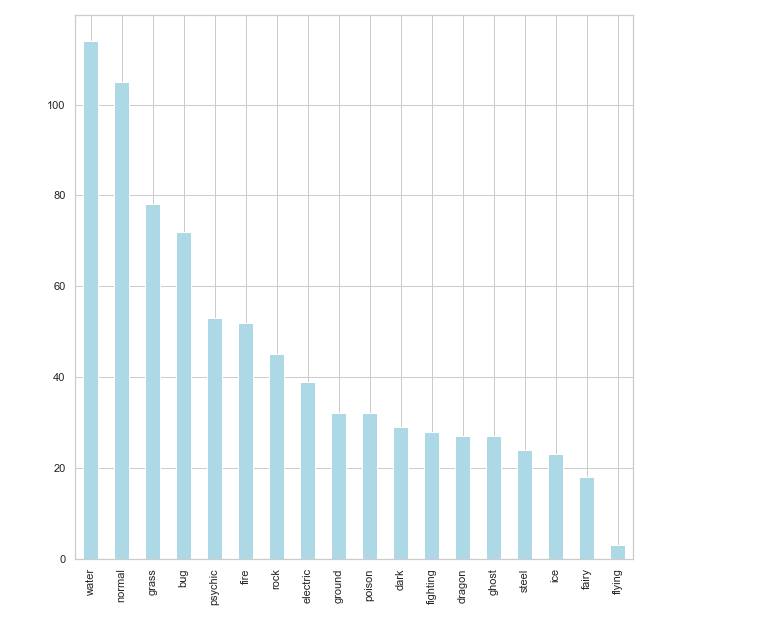 100
80
60
40
20
0
water
normal
grass
bug
psychic
fire
rock
electric
ground
poison
dark
fighting
dragon
ghost
steel
ice
fairy
flying